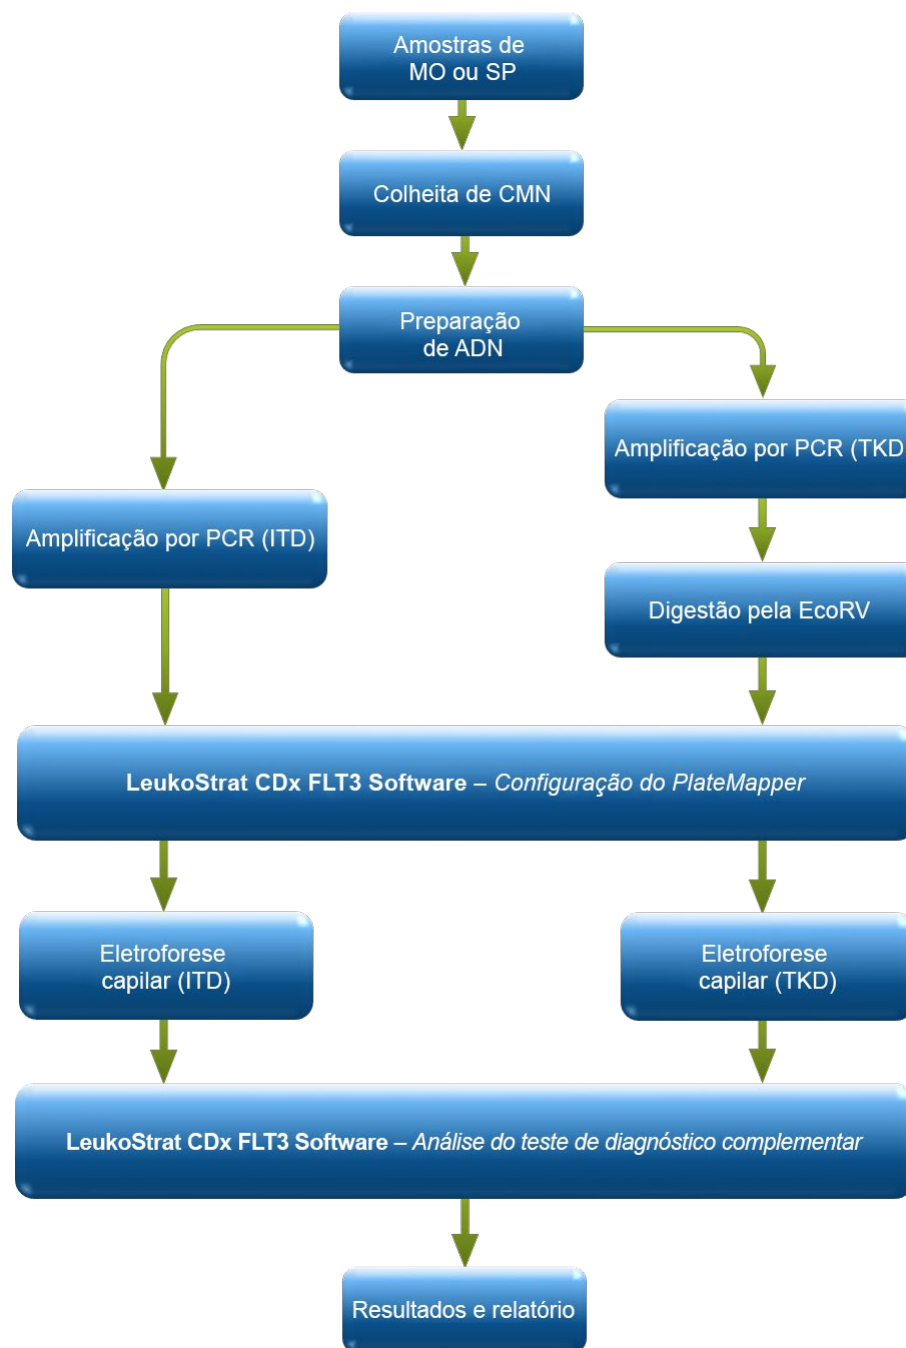 Amostras de
MO ou SP
Colheita de CMN
Preparação
de ADN
Amplificação por PCR (TKD
Amplificação por PCR (ITD)
Digestão pela EcoRV
LeukoStrat CDx FLT3 Software – Configuração do PlateMapper
Eletroforese
capilar (ITD)
Eletroforese
capilar (TKD)
LeukoStrat CDx FLT3 Software – Análise do teste de diagnóstico complementar
Resultados e relatório